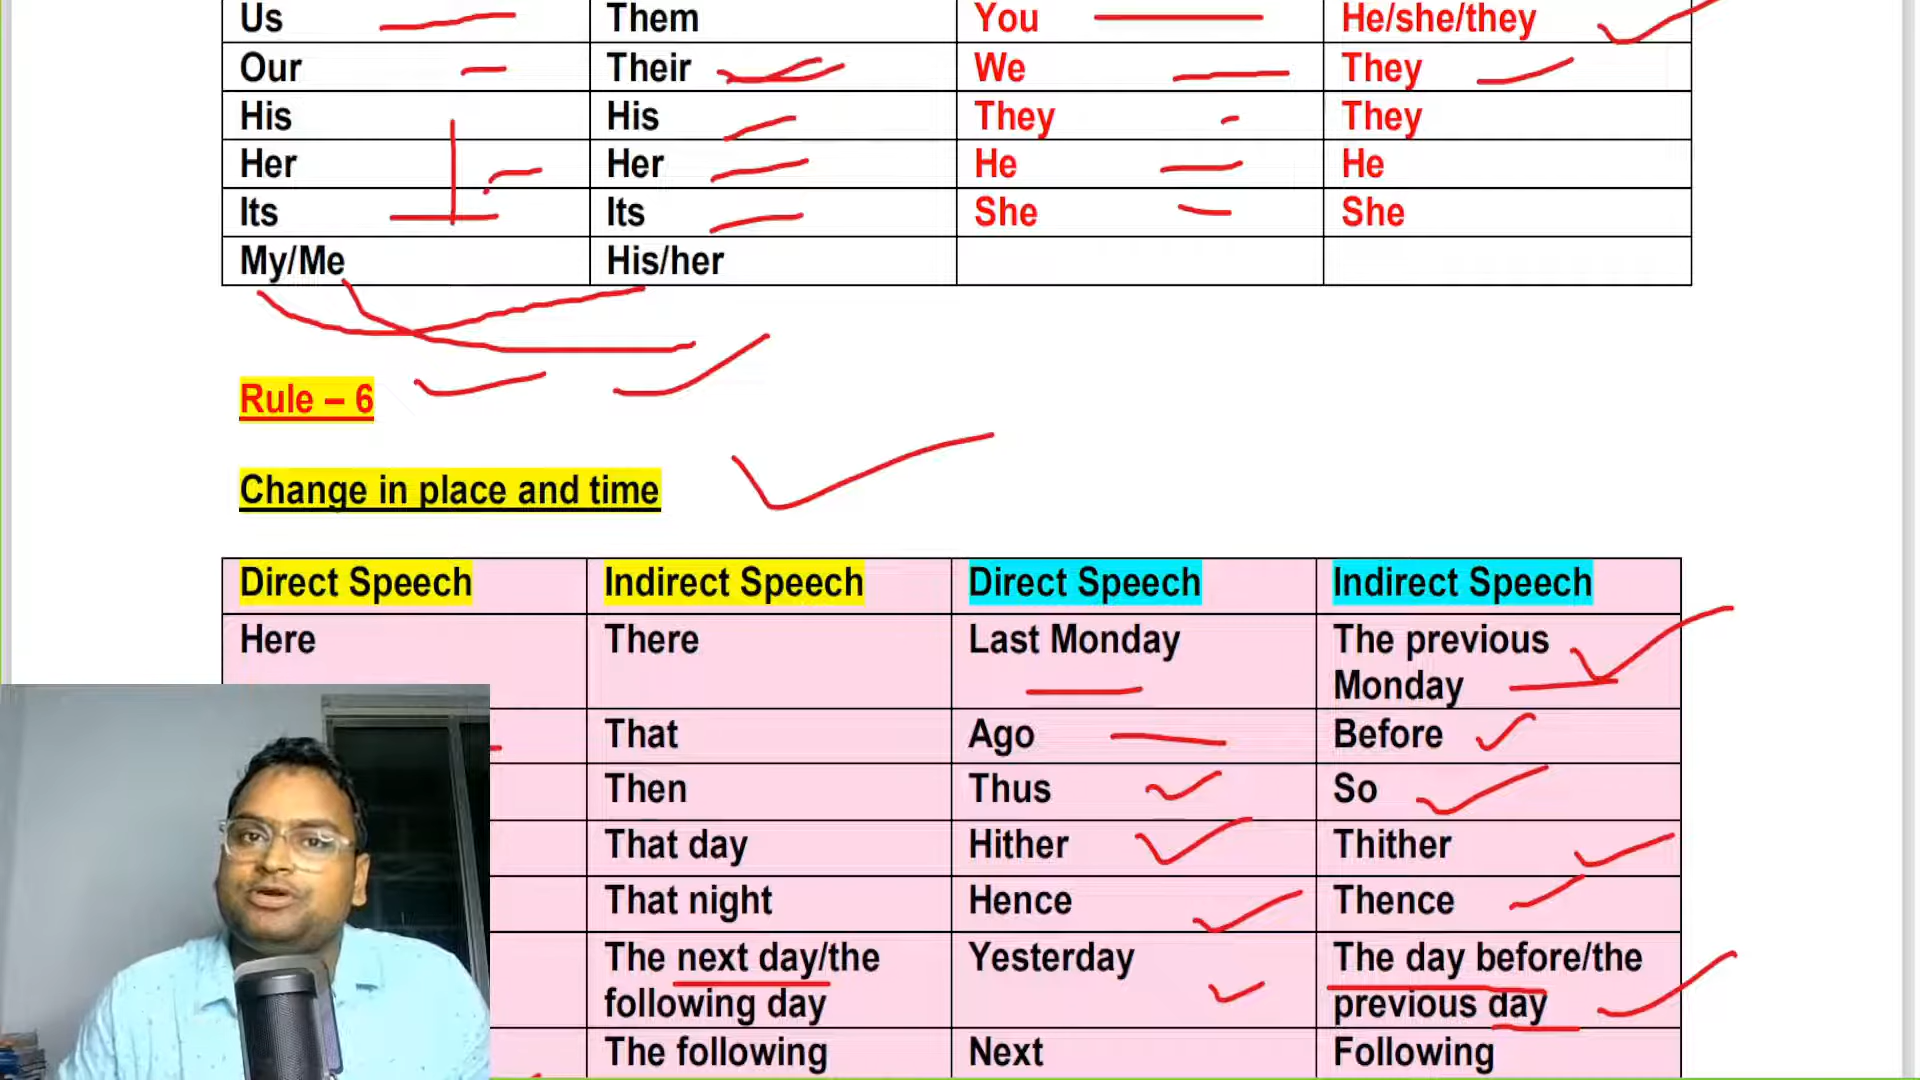 Us Them You He/she/they
Our Their We They
His His They They
Her Her He He
Its Its She She
My/Me His/her
Rule – 6
Change in place and time
Direct Speech Indirect Speech Direct Speech Indirect Speech
Here There Last Monday The previous
Monday
That Ago Before
Then Thus So
That day Hither Thither
That night Hence Thence
The next day/the Yesterday The day before/the
following day previous day
The following Next Following